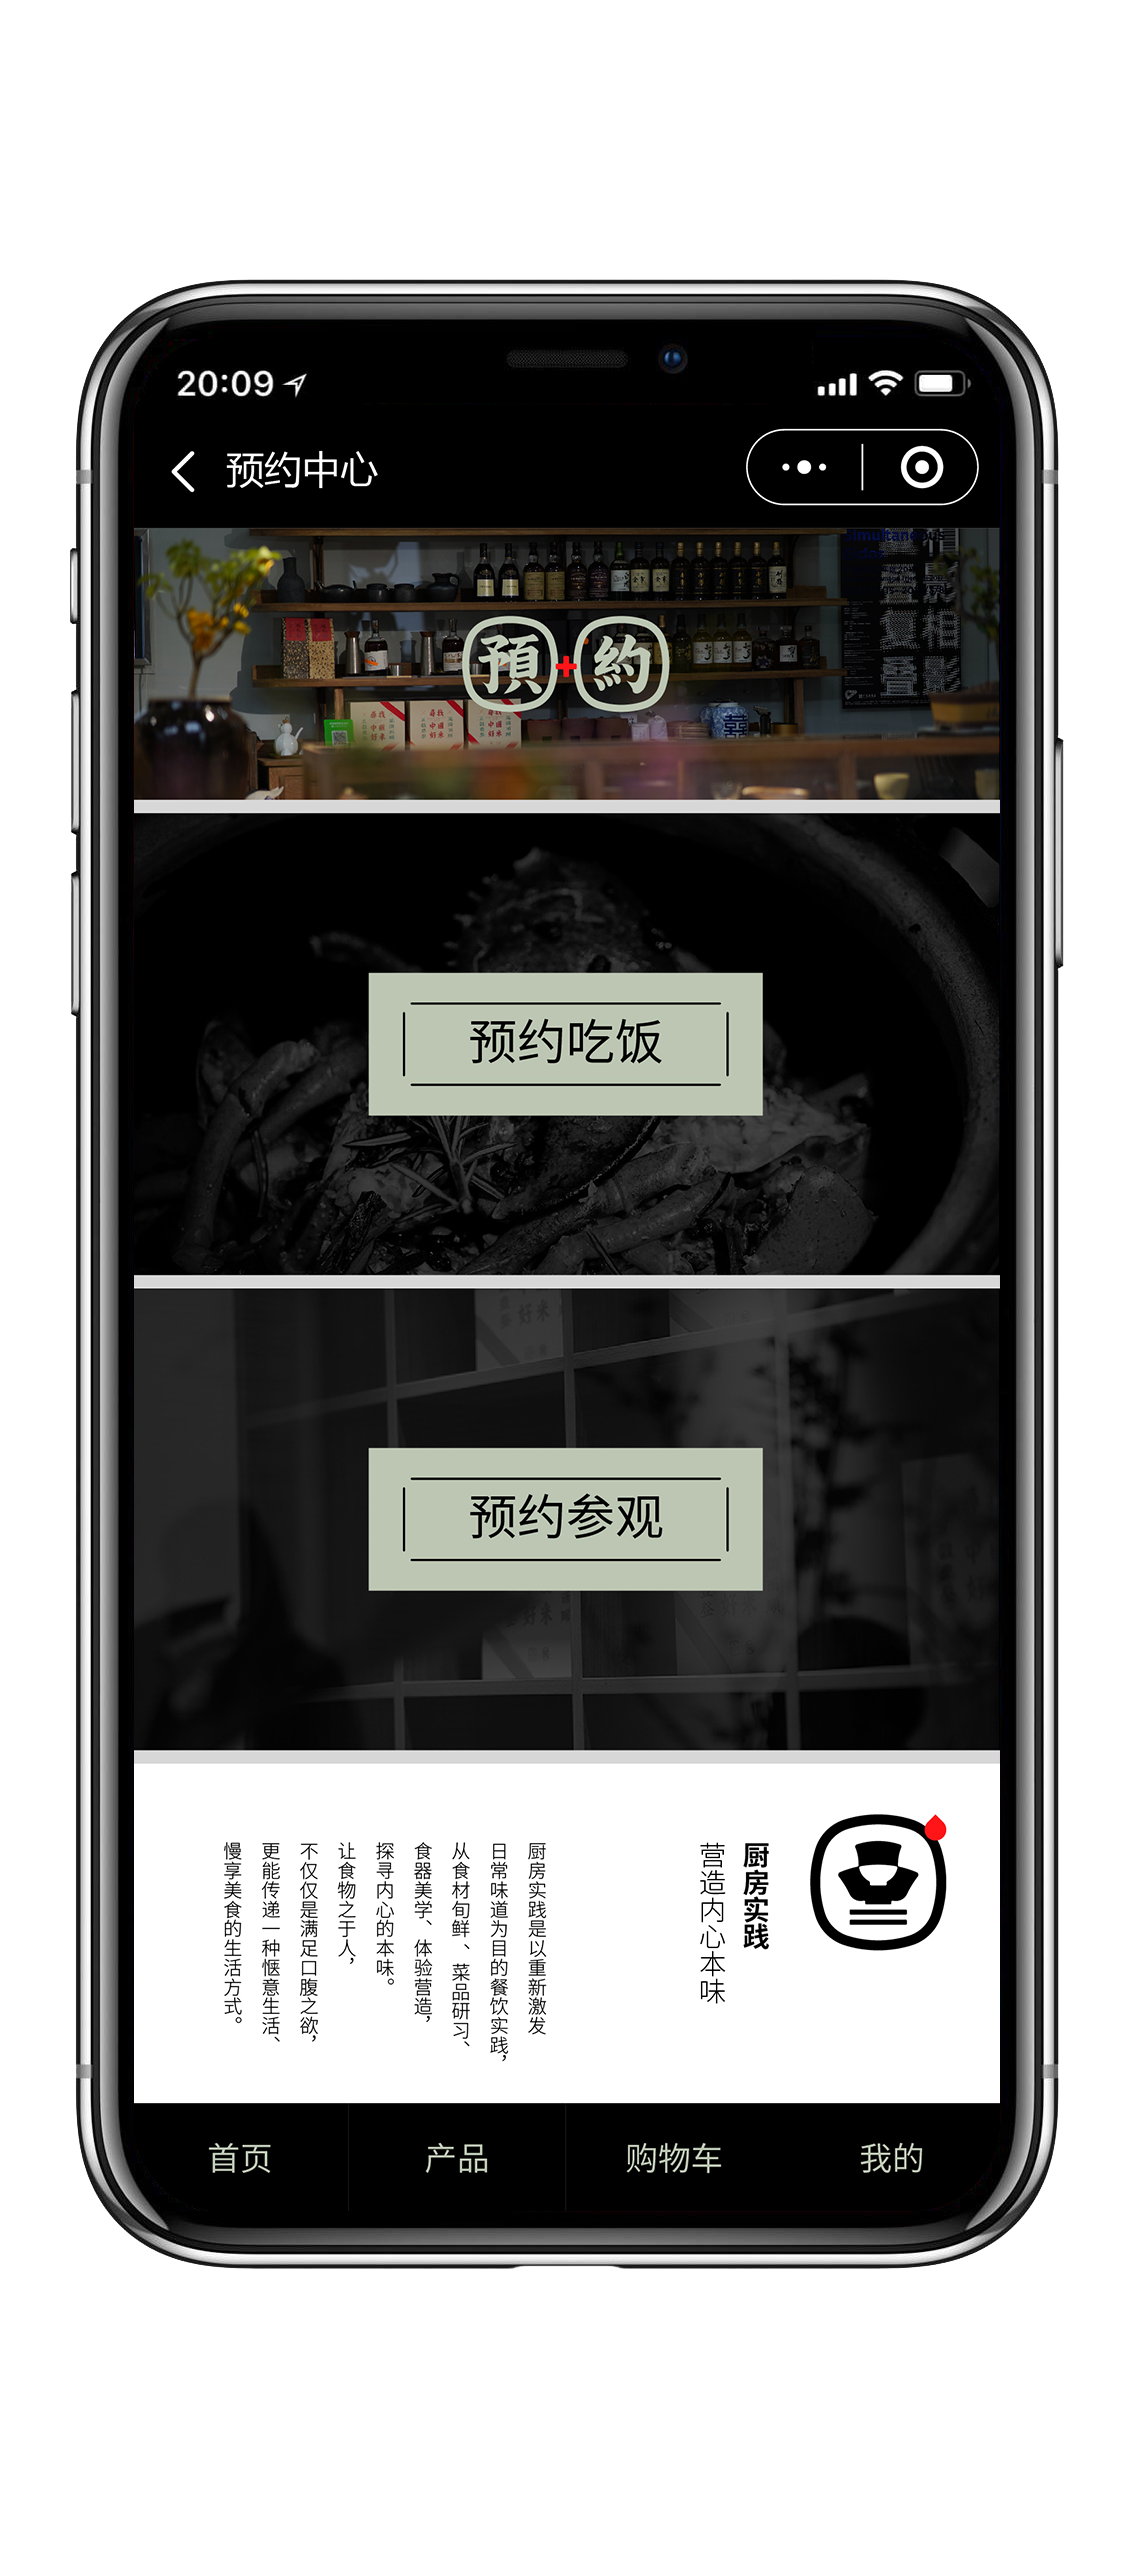 20:09
预约中心
Simultaneous
預+約
预约吃饭
预约参观
厨房实践
营造内心本味
厨房实践是以重新激发
日常味道为目的餐饮实践，
从食材甸鲜、菜品研习、
食器美学、体验营造，
探寻内心的本味。
让食物之于人，
不仅仅是满足口腹之欲，
更能传递一种惬意生活、
慢享美食的生活方式。
首页
产品
购物车
我的